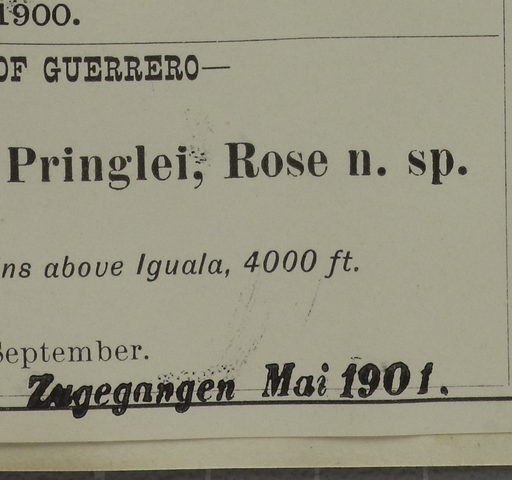 1900.
OF GUERRERO—
Pringlei, Rose n. sp.
ns above Iguala, 4000 ft.
September.
Zugegangen Mai 1901.